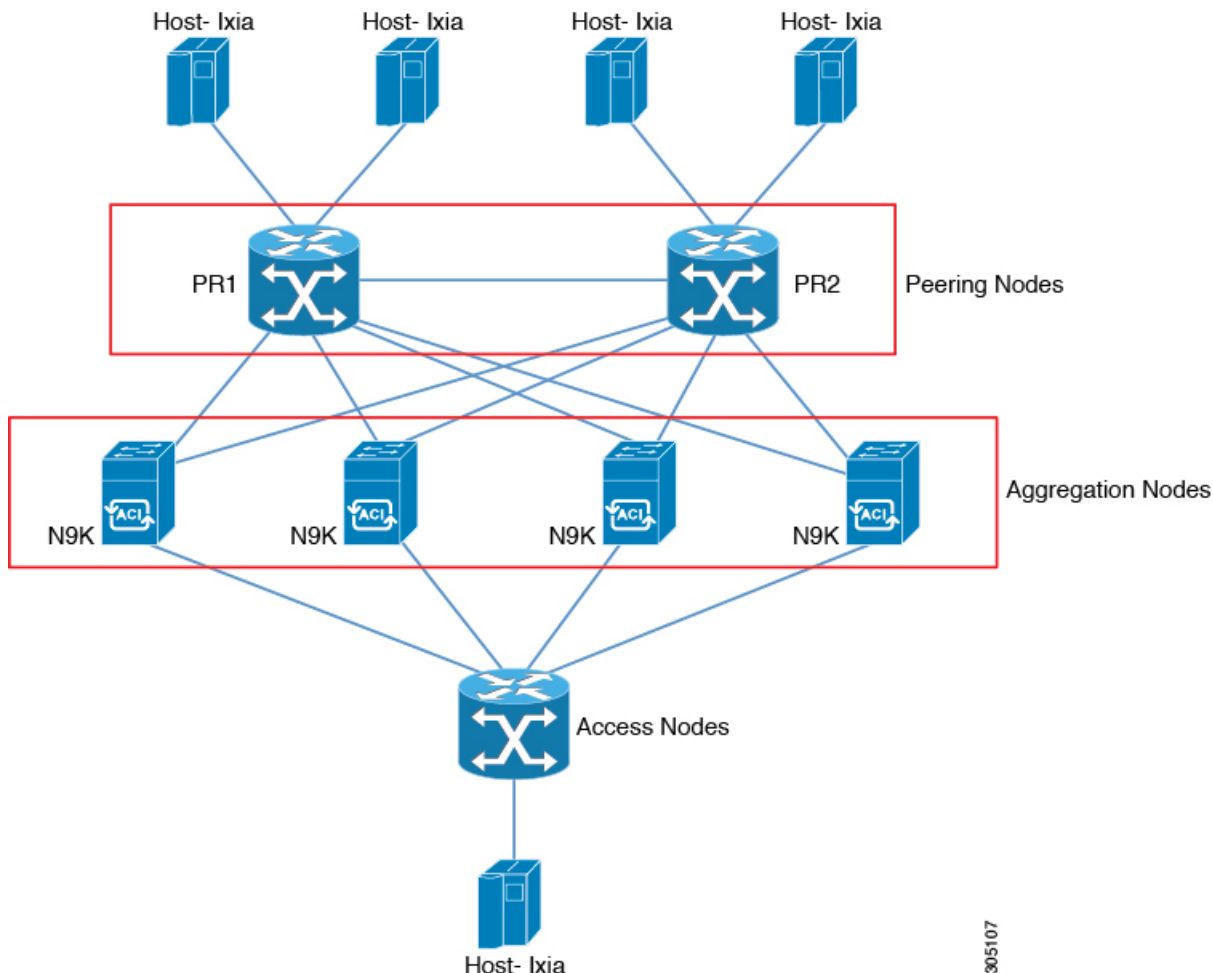 Host- Ixia
Host- Ixia
Host- Ixia
Host- Ixia
PR1
PR2
Peering Nodes
ACI
ACI
ACI
ACI
Aggregation Nodes
N9K
N9K
N9K
N9K
Access Nodes
Host- Ixia
305107